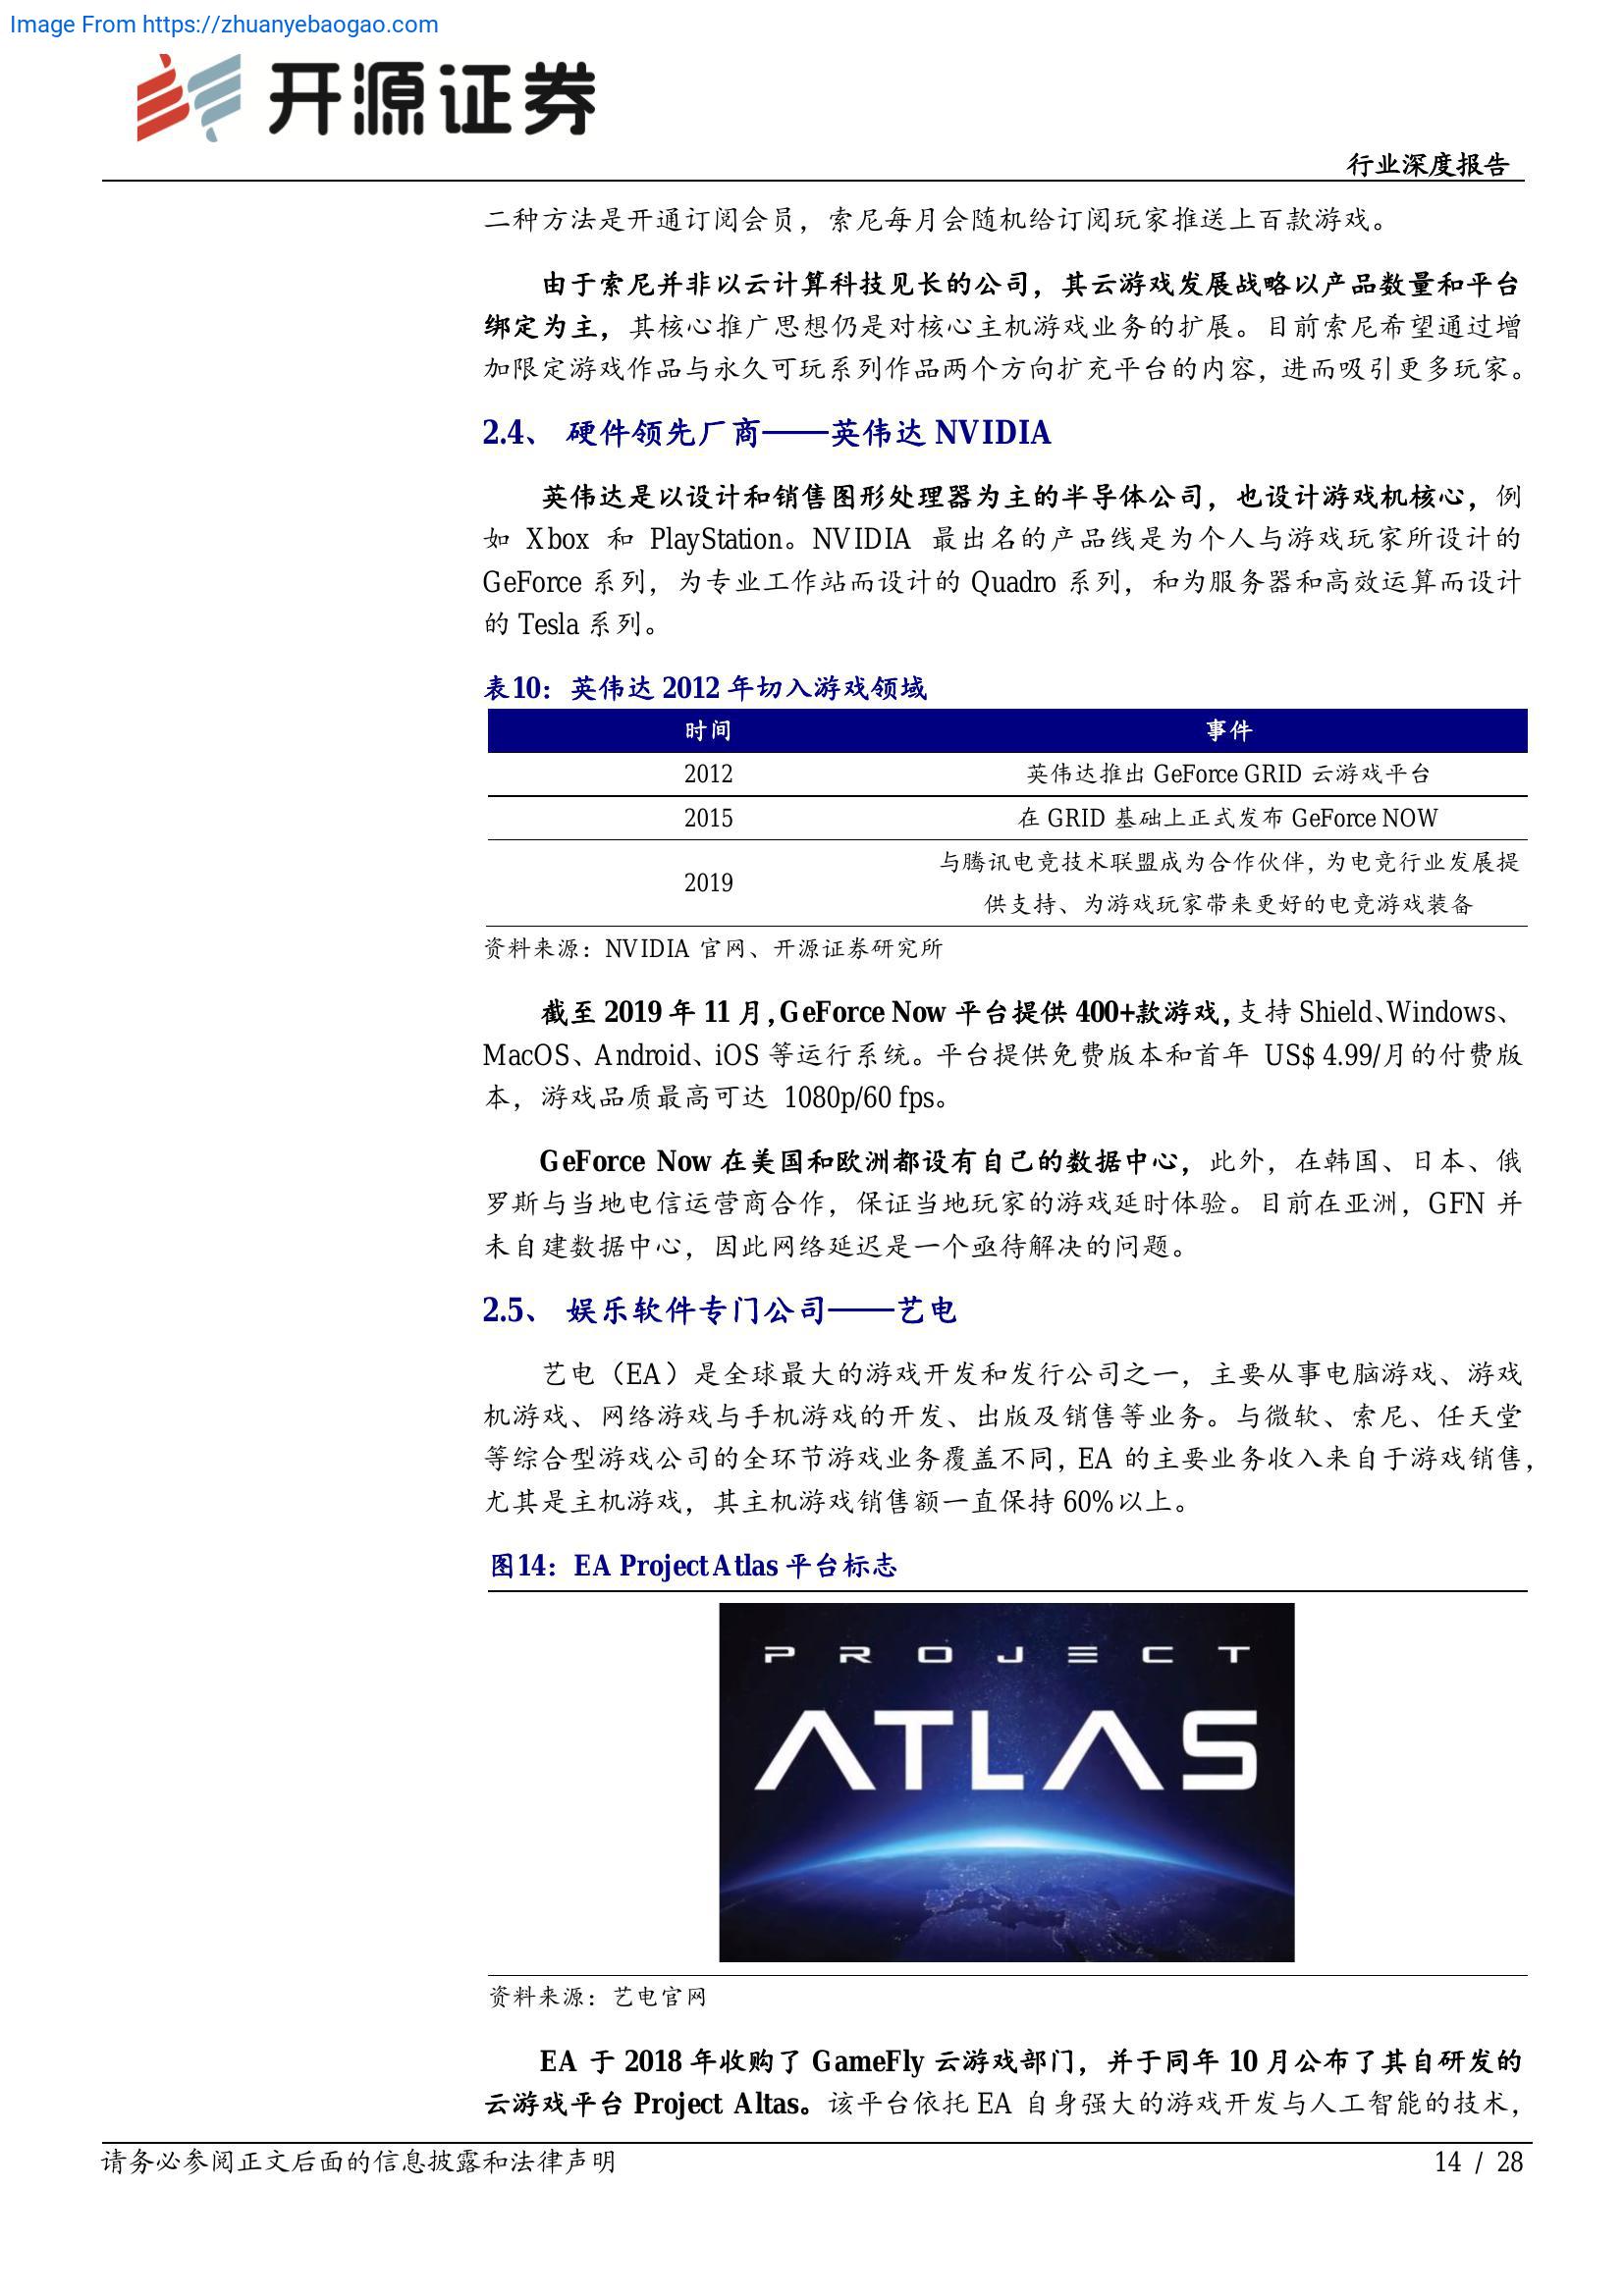 Image From https://zhuanyebaogao.com
开源证券
行业深度报告
二种方法是开通订阅会员，索尼每月会随机给订阅玩家推送上百款游戏。
由于索尼并非以云计算科技见长的公司，其云游戏发展战略以产品数量和平台
绑定为主，其核心推广思想仍是对核心主机游戏业务的扩展。目前索尼希望通过增
加限定游戏作品与永久可玩系列作品两个方向扩充平台的内容，进而吸引更多玩家。
2.4、 硬件领先厂商——英伟达 NVIDIA
英伟达是以设计和销售图形处理器为主的半导体公司，也设计游戏机核心，例
如 Xbox 和 PlayStation。NVIDIA 最出名的产品线是为个人与游戏玩家所设计的
GeForce 系列，为专业工作站而设计的 Quadro 系列，和为服务器和高效运算而设计
的 Tesla 系列。
表10：英伟达 2012 年切入游戏领域
时间 事件
2012 英伟达推出 GeForce GRID 云游戏平台
2015 在 GRID 基础上正式发布 GeForce NOW
2019 与腾讯电竞技术联盟成为合作伙伴，为电竞行业发展提
供支持、为游戏玩家带来更好的电竞游戏装备
资料来源：NVIDIA 官网、开源证券研究所
截至 2019 年 11 月，GeForce Now 平台提供 400+款游戏，支持 Shield、Windows、
MacOS、Android、iOS 等运行系统。平台提供免费版本和首年 US$ 4.99/月的付费版
本，游戏品质最高可达 1080p/60 fps。
GeForce Now 在美国和欧洲都设有自己的数据中心，此外，在韩国、日本、俄
罗斯与当地电信运营商合作，保证当地玩家的游戏延时体验。目前在亚洲，GFN 并
未自建数据中心，因此网络延迟是一个亟待解决的问题。
2.5、 娱乐软件专门公司——艺电
艺电（EA）是全球最大的游戏开发和发行公司之一，主要从事电脑游戏、游戏
机游戏、网络游戏与手机游戏的开发、出版及销售等业务。与微软、索尼、任天堂
等综合型游戏公司的全环节游戏业务覆盖不同，EA 的主要业务收入来自于游戏销售，
尤其是主机游戏，其主机游戏销售额一直保持 60%以上。
图14：EA Project Atlas 平台标志
PROJECT
ATLAS
资料来源：艺电官网
EA 于 2018 年收购了 GameFly 云游戏部门，并于同年 10 月公布了其自研发的
云游戏平台 Project Altas。该平台依托 EA 自身强大的游戏开发与人工智能的技术，
请务必参阅正文后面的信息披露和法律声明 14 / 28